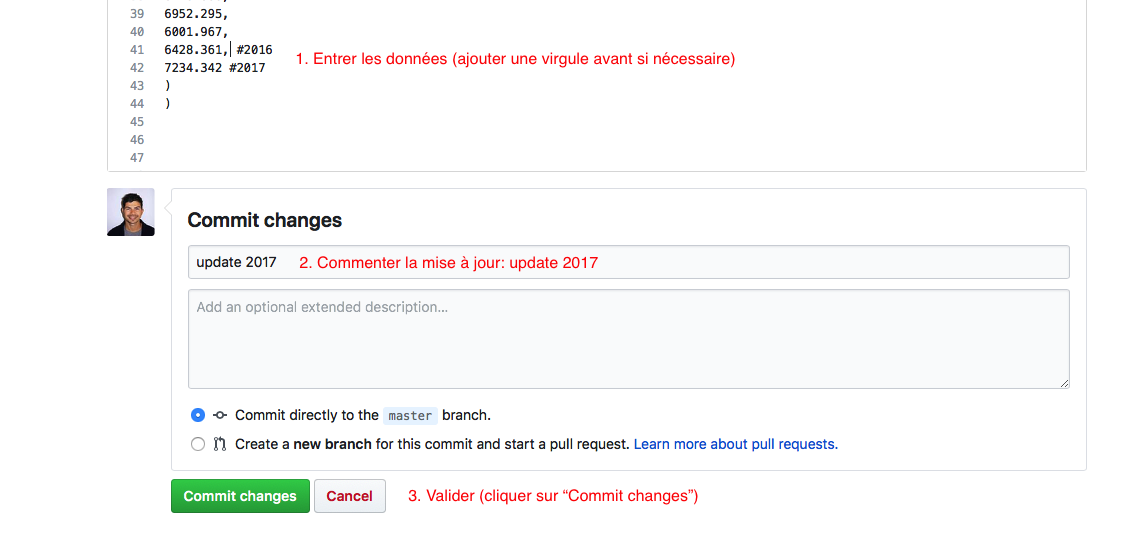 39 6952.295,
40 6001.967,
41 6428.361, #2016
1. Entrer les données (ajouter une virgule avant si nécessaire)
42 7234.342 #2017
43 )
44 )
45
46
47
Commit changes
update 2017 2. Commenter la mise à jour: update 2017
Add an optional extended description...
Commit directly to the master branch.
Create a new branch for this commit and start a pull request. Learn more about pull requests.
Commit changes Cancel 3. Valider (cliquer sur “Commit changes”)